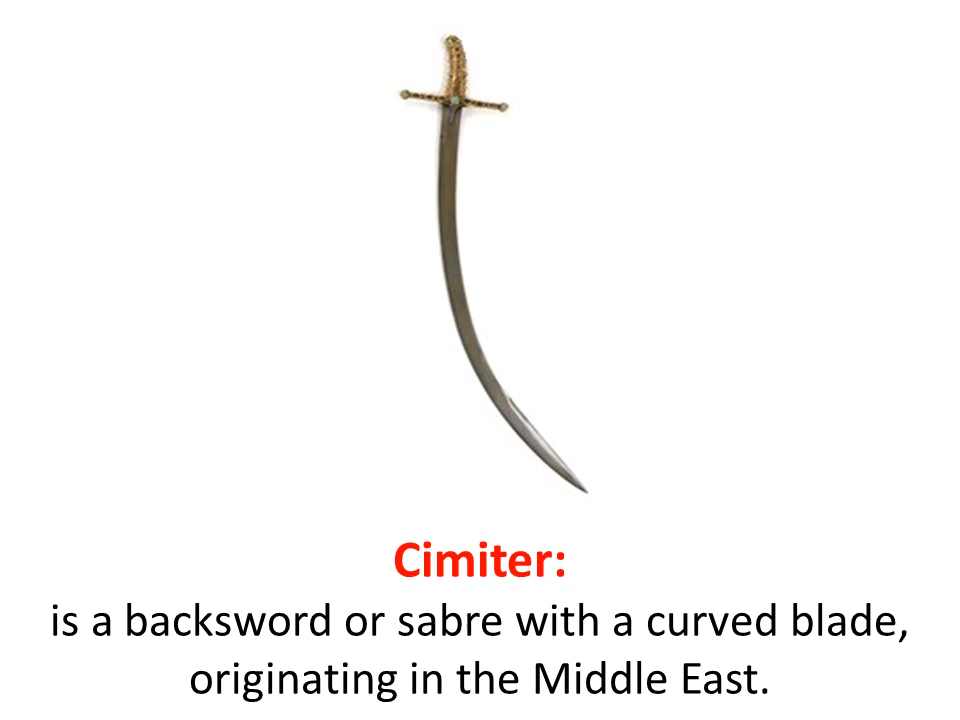 Cimiter:
is a backsword or sabre with a curved blade,
originating in the Middle East.